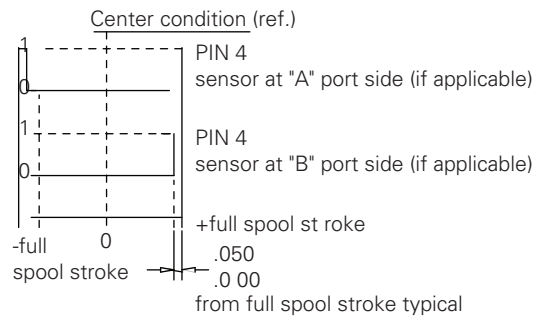 Center condition (ref.)
1
PIN 4
0
sensor at "A" port side (if applicable)
1
PIN 4
0
sensor at "B" port side (if applicable)
+full spool st roke
-full
0
spool stroke
.050
.0 00
from full spool stroke typical